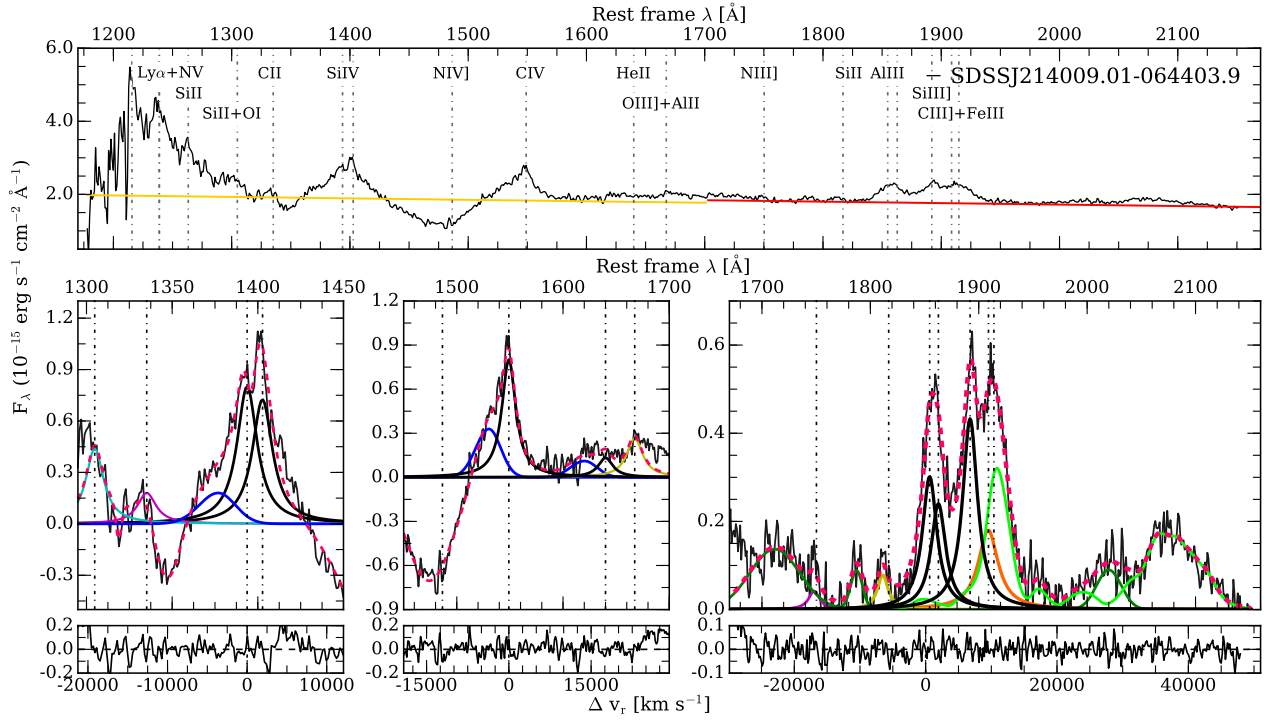 Rest frame λ [Å]
1200 1300 1400 1500 1600 1700 1800 1900 2000 2100
6.0
4.0
2.0
Lyα+NV
SiII
SiII+OI
CII
SiIV
NIV]
CIV
HeII
OIII]+AlII
NIII]
SiII
AlIII
SiIII]
CIII]+FeIII
— SDSSJ214009.01-064403.9
F_λ (10⁻¹⁵ erg s⁻¹ cm⁻² Å⁻¹)
Rest frame λ [Å]
1300 1350 1400 1450
1.2
0.9
0.6
0.3
0.0
-0.3
1500 1600 1700
1.2
0.9
0.6
0.3
0.0
-0.3
-0.6
-0.9
1700 1800 1900 2000 2100
0.6
0.4
0.2
0.0
0.2
0.0
-0.2
-20000 -10000 0 10000
0.2
0.0
-0.2
-15000 0 15000
0.1
0.0
-0.1
-20000 0 20000 40000
Δ v_r [km s⁻¹]